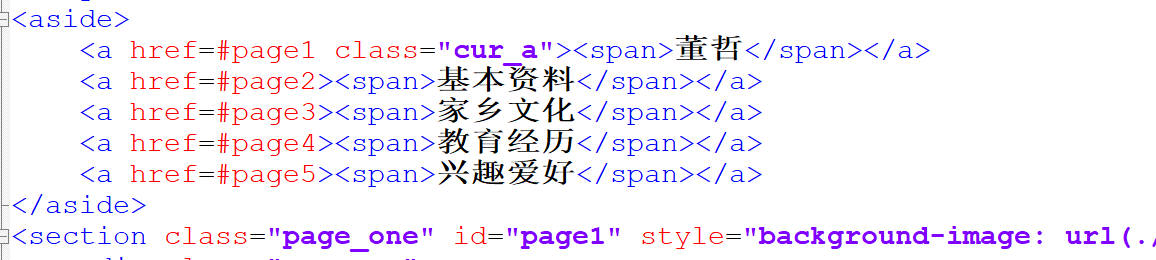 <aside>
<a href=#page1 class="cur_a"><span>董哲</span></a>
<a href=#page2><span>基本资料</span></a>
<a href=#page3><span>家乡文化</span></a>
<a href=#page4><span>教育经历</span></a>
<a href=#page5><span>兴趣爱好</span></a>
</aside>
<section class="page_one" id="page1" style="background-image: url(./